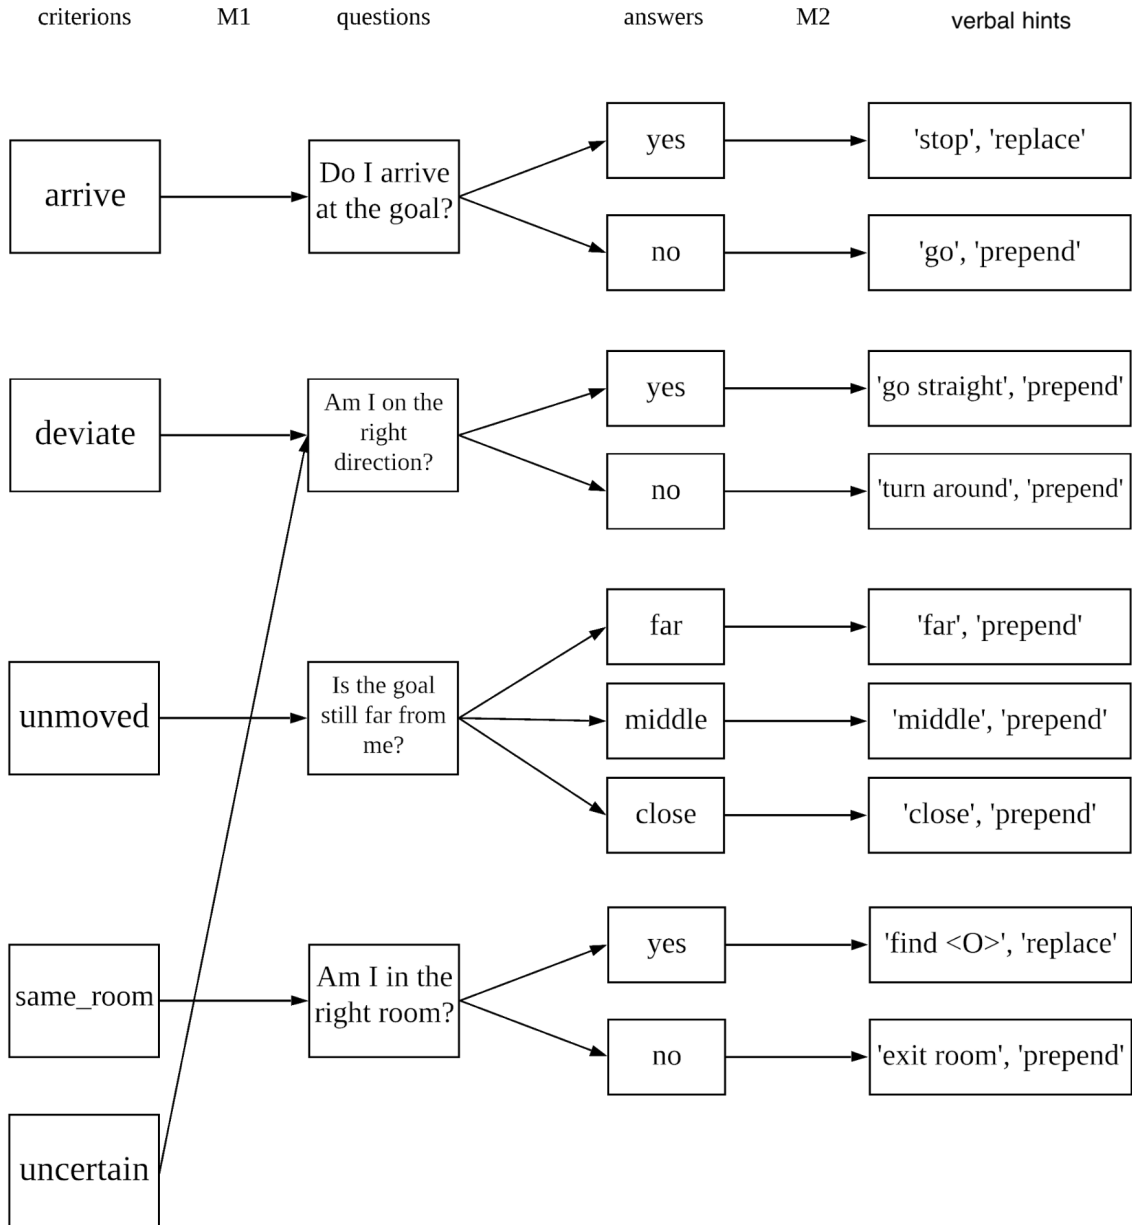 criterions M1 questions answers M2 verbal hints
arrive
Do I arrive
at the goal?
yes
'stop', 'replace'
no
'go', 'prepend'
deviate
Am I on the
right
direction?
yes
'go straight', 'prepend'
no
'turn around', 'prepend'
unmoved
Is the goal
still far from
me?
far
'far', 'prepend'
middle
'middle', 'prepend'
close
'close', 'prepend'
same_room
Am I in the
right room?
yes
'find <O>', 'replace'
no
'exit room', 'prepend'
uncertain